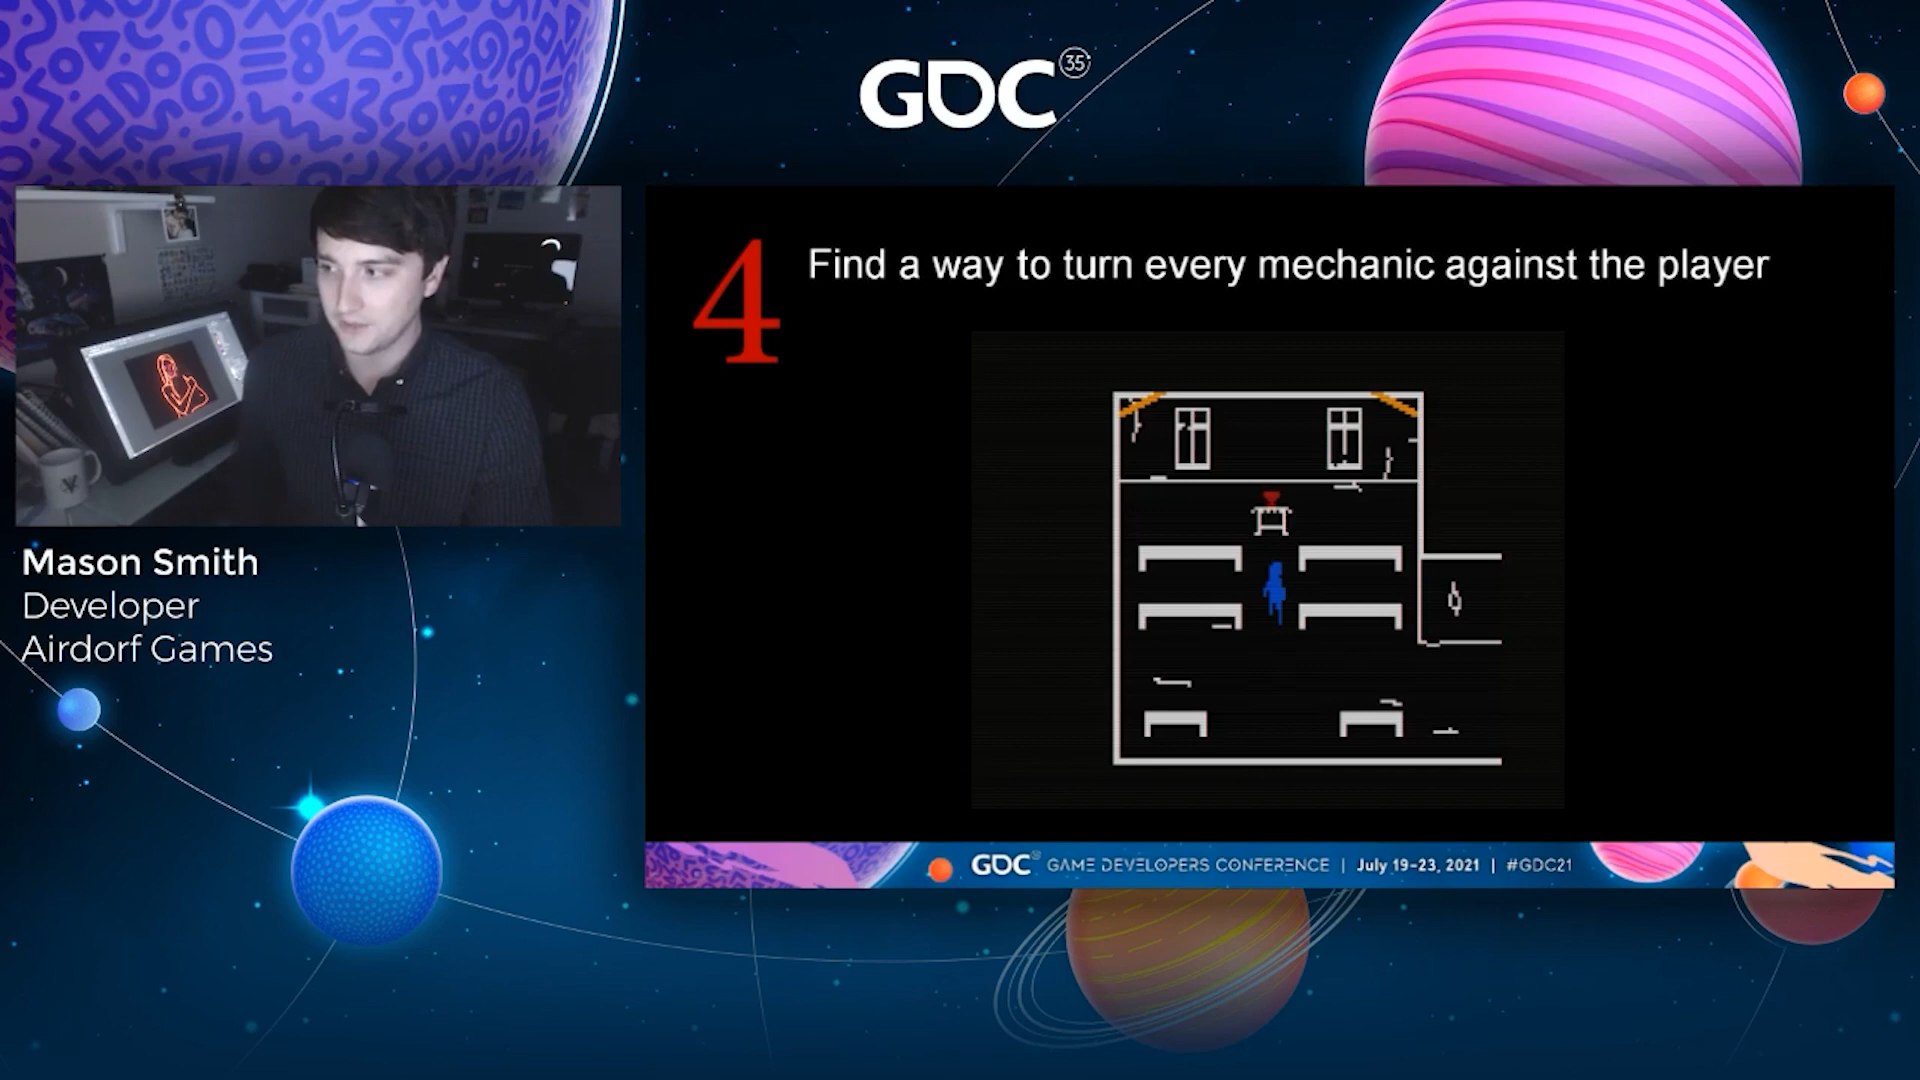 GDC 35
4 Find a way to turn every mechanic against the player
Mason Smith
Developer
Airdorf Games
GDC 35 GAME DEVELOPERS CONFERENCE | July 19-23, 2021 | #GDC21